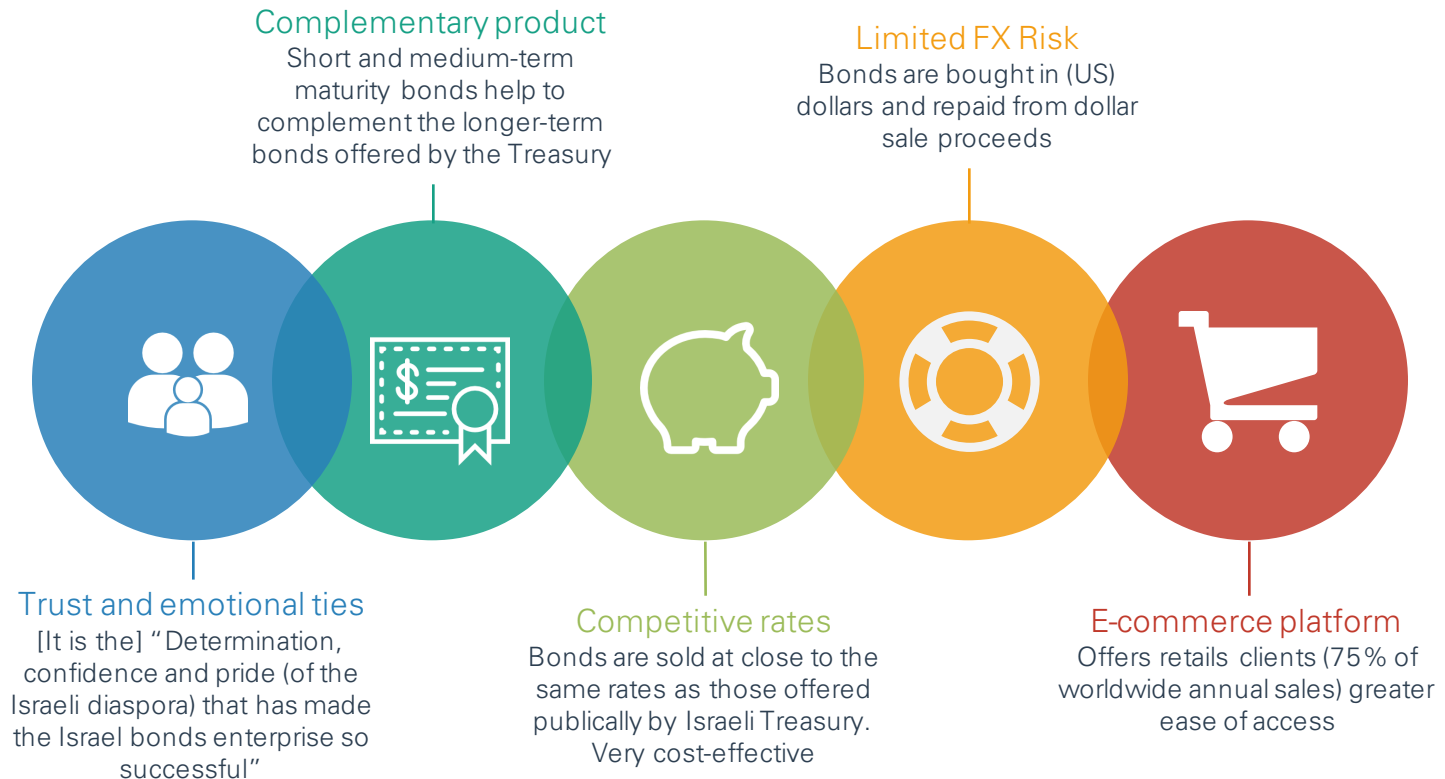 Complementary product
Short and medium-term
maturity bonds help to
complement the longer-term
bonds offered by the Treasury
Limited FX Risk
Bonds are bought in (US)
dollars and repaid from dollar
sale proceeds
$
Trust and emotional ties
[It is the] “Determination,
confidence and pride (of the
Israeli diaspora) that has made
the Israel bonds enterprise so
successful”
Competitive rates
Bonds are sold at close to the
same rates as those offered
publically by Israeli Treasury.
Very cost-effective
E-commerce platform
Offers retails clients (75% of
worldwide annual sales) greater
ease of access